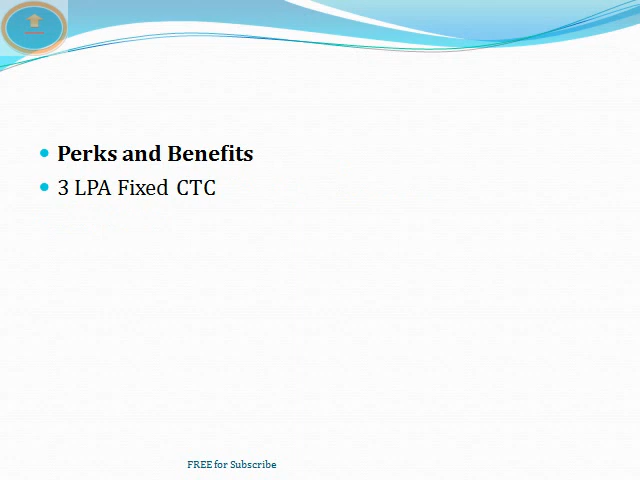 Perks and Benefits
3 LPA Fixed CTC
FREE for Subscribe